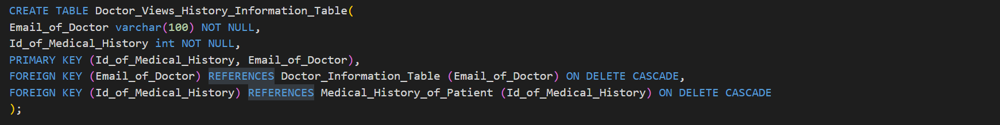 CREATE TABLE Doctor_Views_History_Information_Table(
Email_of_Doctor varchar(100) NOT NULL,
Id_of_Medical_History int NOT NULL,
PRIMARY KEY (Id_of_Medical_History, Email_of_Doctor),
FOREIGN KEY (Email_of_Doctor) REFERENCES Doctor_Information_Table (Email_of_Doctor) ON DELETE CASCADE,
FOREIGN KEY (Id_of_Medical_History) REFERENCES Medical_History_of_Patient (Id_of_Medical_History) ON DELETE CASCADE
);